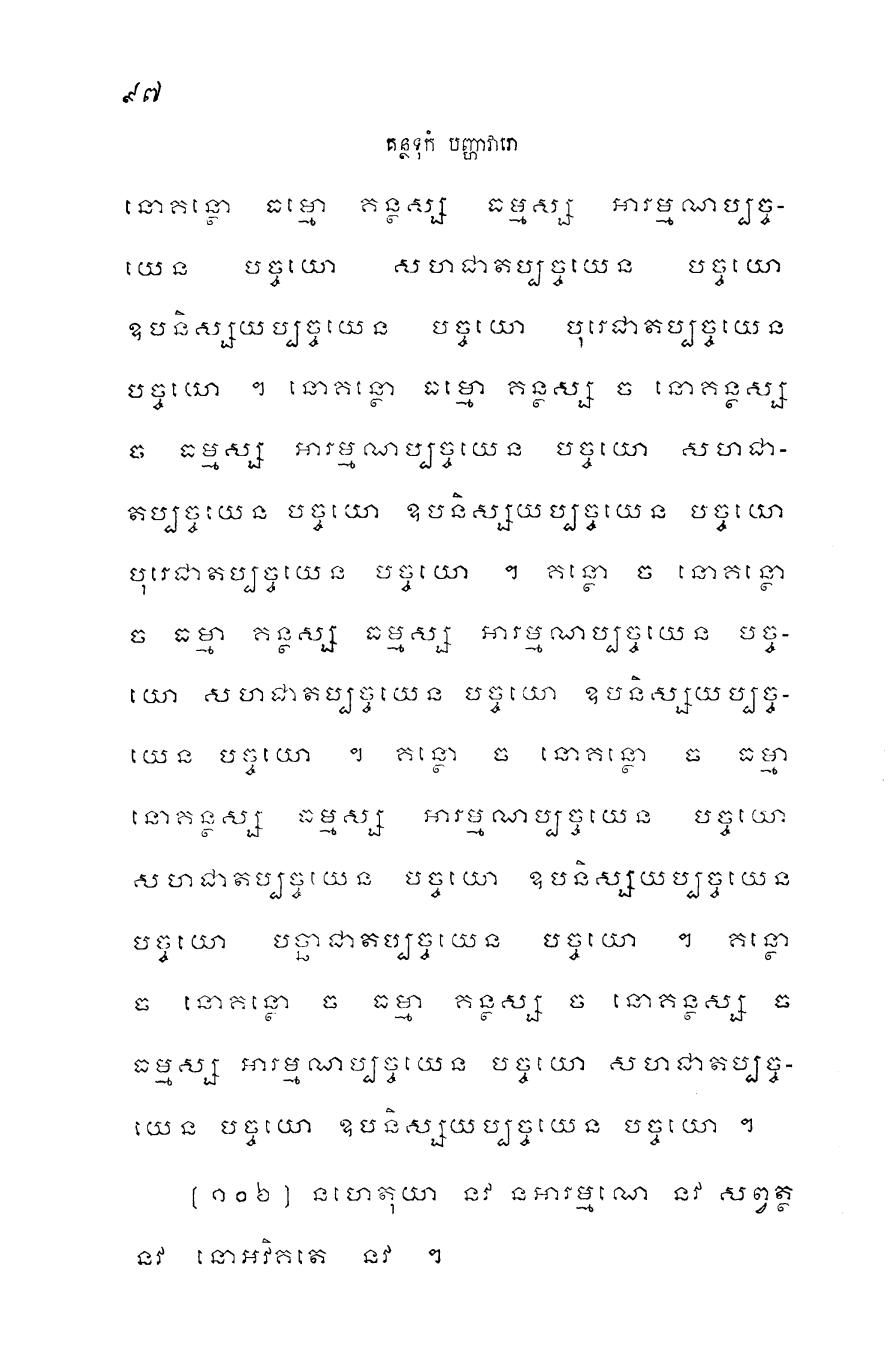 ៩៧
គន្ថទុកំ បញ្ហាវារោ
នោគន្ថោ ធម្មោ គន្ថស្ស ធម្មស្ស អារម្មណប្បច្ច-
យេន បច្ចយោ សហជាតប្បច្ចយេន បច្ចយោ
ឧបនិស្សយប្បច្ចយេន បច្ចយោ បុរេជាតប្បច្ចយេន
បច្ចយោ ។ នោគន្ថោ ធម្មោ គន្ថស្ស ច នោគន្ថស្ស
ច ធម្មស្ស អារម្មណប្បច្ចយេន បច្ចយោ សហជា-
តប្បច្ចយេន បច្ចយោ ឧបនិស្សយប្បច្ចយេន បច្ចយោ
បុរេជាតប្បច្ចយេន បច្ចយោ ។ គន្ថោ ច នោគន្ថោ
ច ធម្មា គន្ថស្ស ធម្មស្ស អារម្មណប្បច្ចយេន បច្ច-
យោ សហជាតប្បច្ចយេន បច្ចយោ ឧបនិស្សយប្បច្ច-
យេន បច្ចយោ ។ គន្ថោ ច នោគន្ថោ ច ធម្មា
នោគន្ថស្ស ធម្មស្ស អារម្មណប្បច្ចយេន បច្ចយោ
សហជាតប្បច្ចយេន បច្ចយោ ឧបនិស្សយប្បច្ចយេន
បច្ចយោ បច្ឆាជាតប្បច្ចយេន បច្ចយោ ។ គន្ថោ
ច នោគន្ថោ ច ធម្មា គន្ថស្ស ច នោគន្ថស្ស ច
ធម្មស្ស អារម្មណប្បច្ចយេន បច្ចយោ សហជាតប្បច្ច-
យេន បច្ចយោ ឧបនិស្សយប្បច្ចយេន បច្ចយោ ។
[១០៦] នហេតុយា នវ នអារម្មណេ នវ សព្វត្ថ
នវ នោអវិគតេ នវ ។